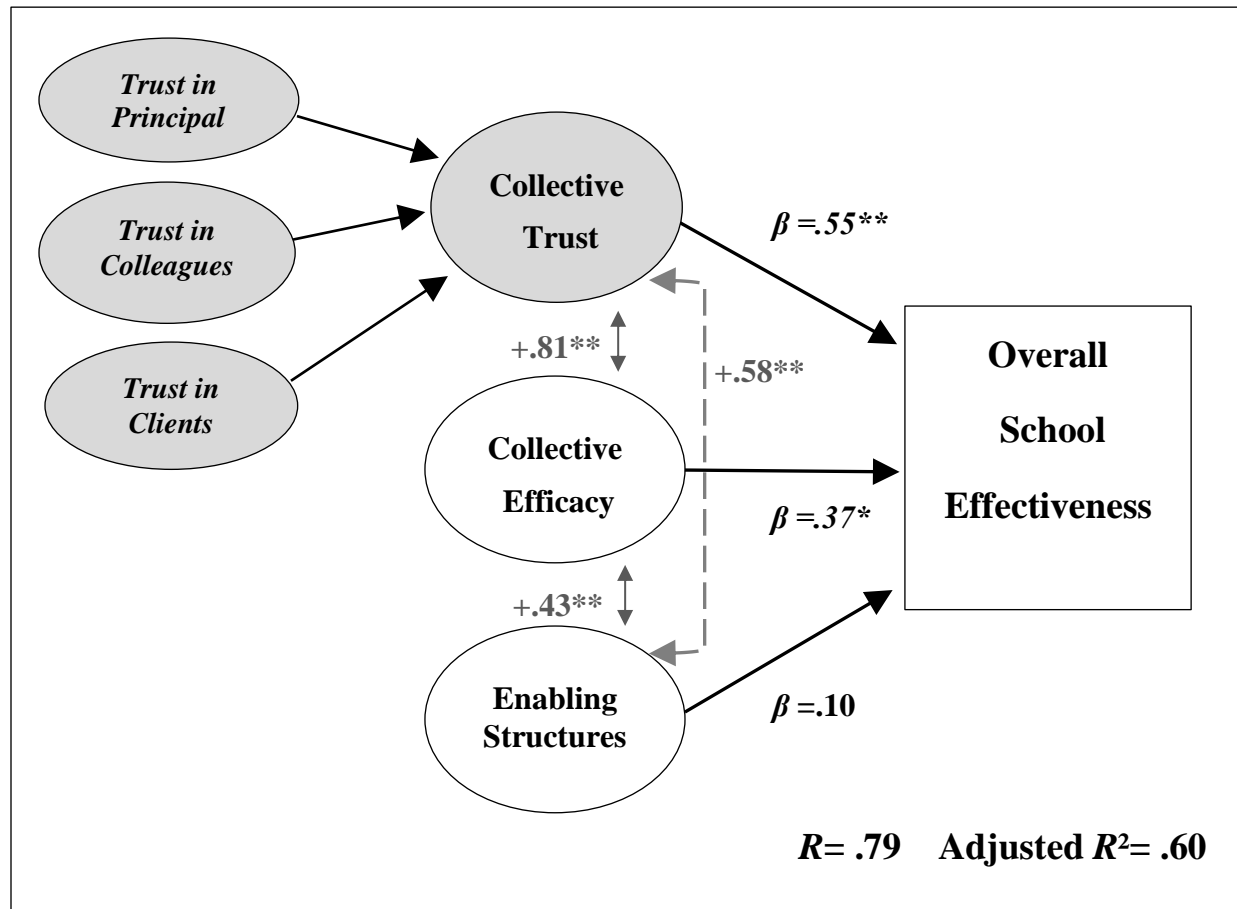 Trust in
Principal
Trust in
Colleagues
Trust in
Clients
Collective
Trust
β =.55**
+.81**
+.58**
Collective
Efficacy
β =.37*
+.43**
Enabling
Structures
β =.10
Overall
School
Effectiveness
R= .79 Adjusted R²= .60